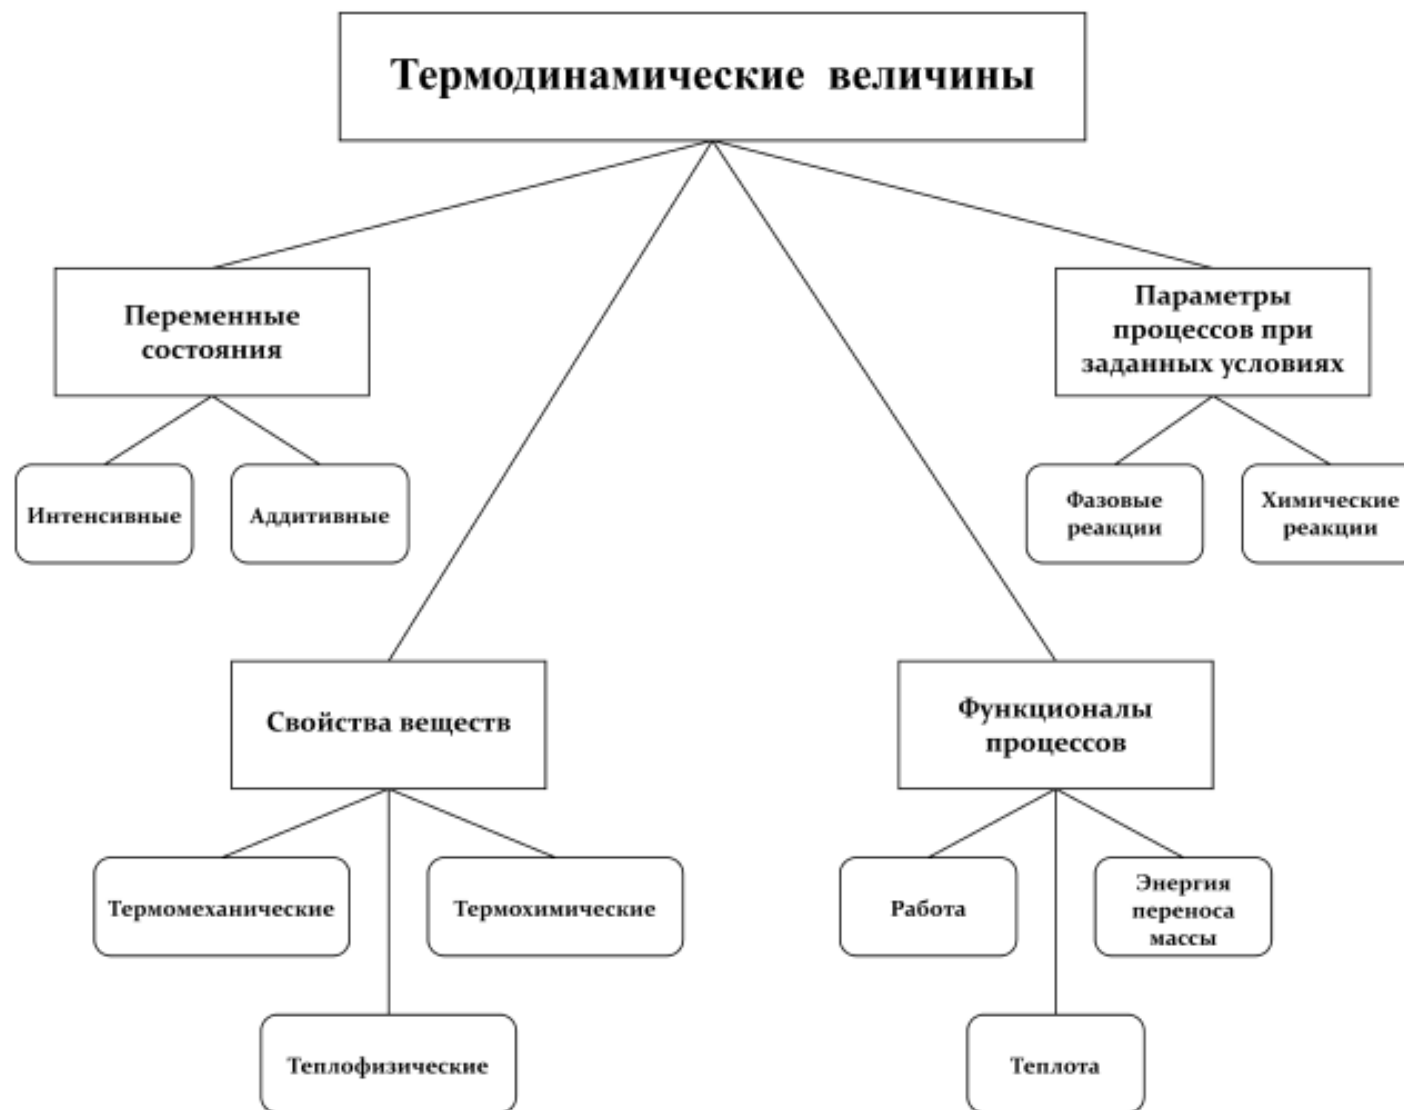 Термодинамические величины
Переменные
состояния
Параметры
процессов при
заданных условиях
Интенсивные
Аддитивные
Фазовые
реакции
Химические
реакции
Свойства веществ
Функционалы
процессов
Термомеханические
Термохимические
Работа
Энергия
переноса
массы
Теплофизические
Теплота